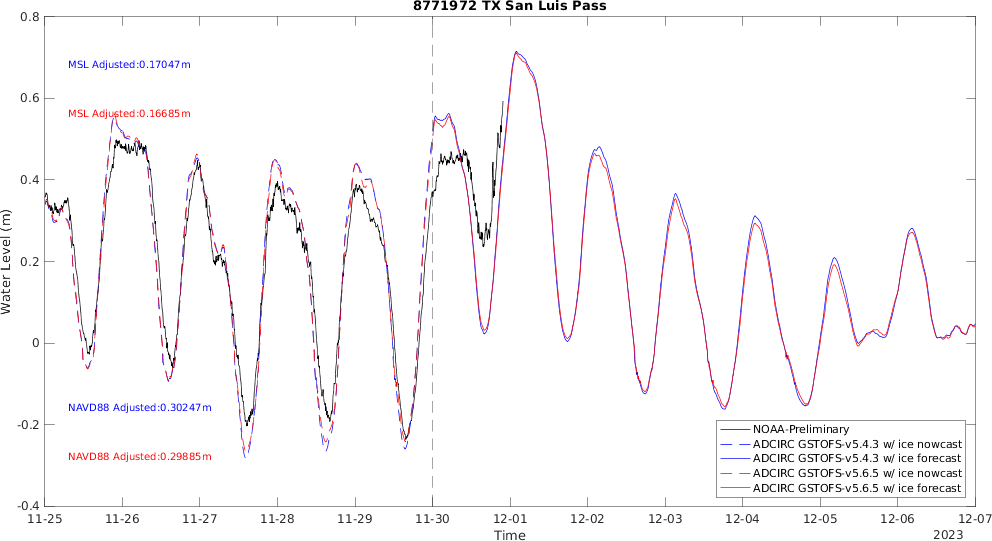 8771972 TX San Luis Pass
0.8
0.6
0.4
0.2
0
-0.2
-0.4
Water Level (m)
MSL Adjusted:0.17047m
MSL Adjusted:0.16685m
NAVD88 Adjusted:0.30247m
NAVD88 Adjusted:0.29885m
NOAA-Preliminary
ADCIRC GSTOFS-v5.4.3 w/ ice nowcast
ADCIRC GSTOFS-v5.4.3 w/ ice forecast
ADCIRC GSTOFS-v5.6.5 w/ ice nowcast
ADCIRC GSTOFS-v5.6.5 w/ ice forecast
11-25 11-26 11-27 11-28 11-29 11-30 12-01 12-02 12-03 12-04 12-05 12-06 12-07
Time
2023